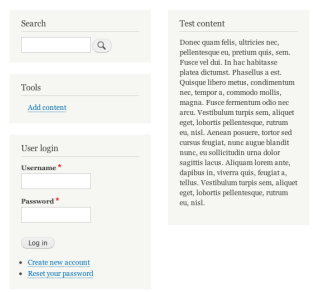 Search
Tools
Add content
User login
Username *
Password *
Log in
Create new account
Reset your password
Test content
Donec quam felis, ultricies nec,
pellentesque eu, pretium quis, sem.
Fusce vel dui. In hac habitasse
platea dictumst. Phasellus a est.
Quisque libero metus, condimentum
nec, tempor a, commodo mollis,
magna. Fusce fermentum odio nec
arcu. Vestibulum turpis sem, aliquet
eget, lobortis pellentesque, rutrum
eu, nisl. Aenean posuere, tortor sed
cursus feugiat, nunc augue blandit
nunc, eu sollicitudin urna dolor
sagittis lacus. Aliquam lorem ante,
dapibus in, viverra quis, feugiat a,
tellus. Vestibulum turpis sem, aliquet
eget, lobortis pellentesque, rutrum
eu, nisl.